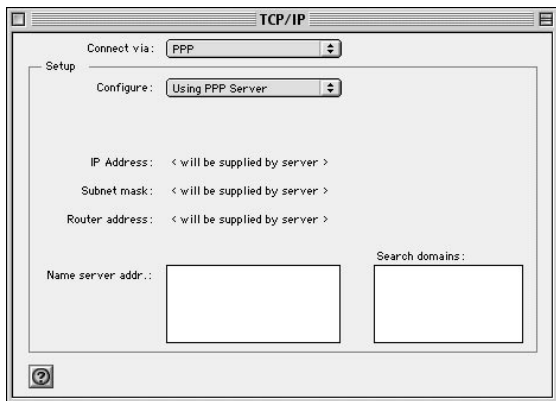 TCP/IP
Connect via: PPP
Setup
Configure: Using PPP Server
IP Address: < will be supplied by server >
Subnet mask: < will be supplied by server >
Router address: < will be supplied by server >
Search domains:
Name server addr.:
?